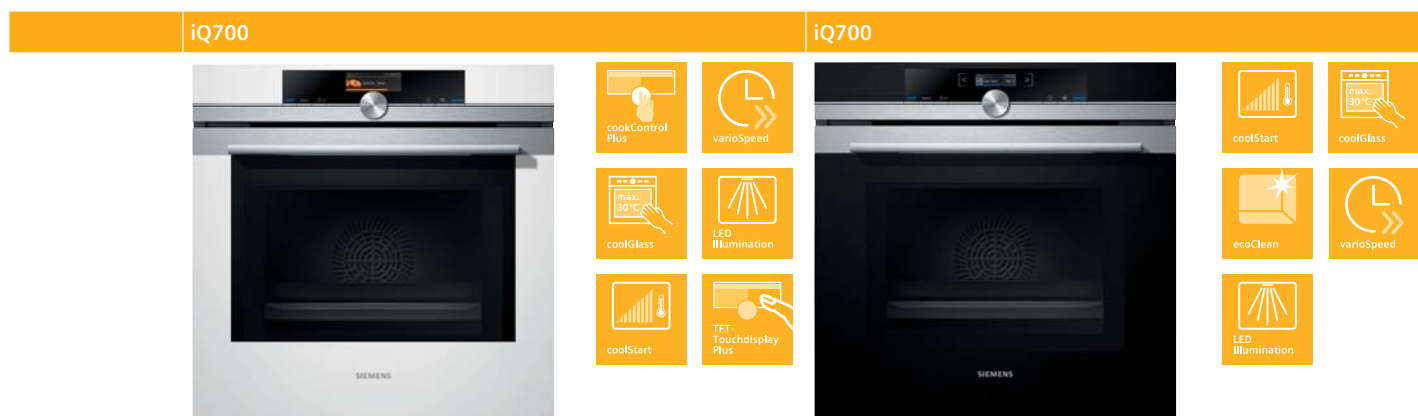 iQ700
iQ700
cookControl
Plus
varioSpeed
max.
30 °C
coolGlass
LED
Illumination
coolStart
TFT-
Touchdisplay
Plus
SIEMENS
coolStart
max.
30 °C
coolGlass
ecoClean
varioSpeed
LED
Illumination
SIEMENS